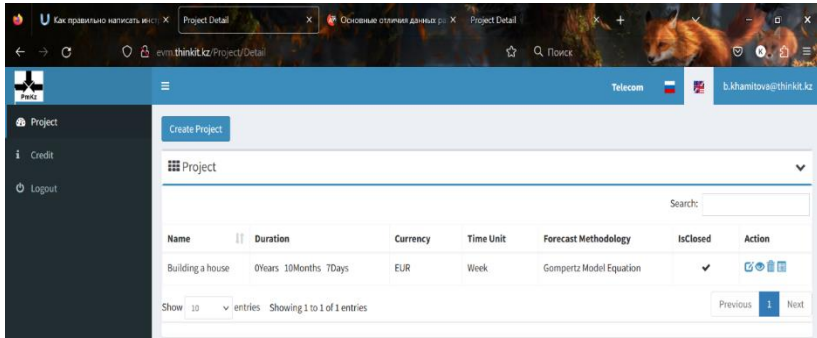 Как правильно написать инст
Project Detail
Основные отличия данных ра
Project Detail
evm.thinkit.kz/Project/Detail
Поиск
PmKz
Telecom
b.khamitova@thinkit.kz
Project
Credit
Logout
Create Project
Project
Search:
Name Duration Currency Time Unit Forecast Methodology IsClosed Action
Building a house 0Years 10Months 7Days EUR Week Gompertz Model Equation
Show 10 entries Showing 1 to 1 of 1 entries
Previous 1 Next